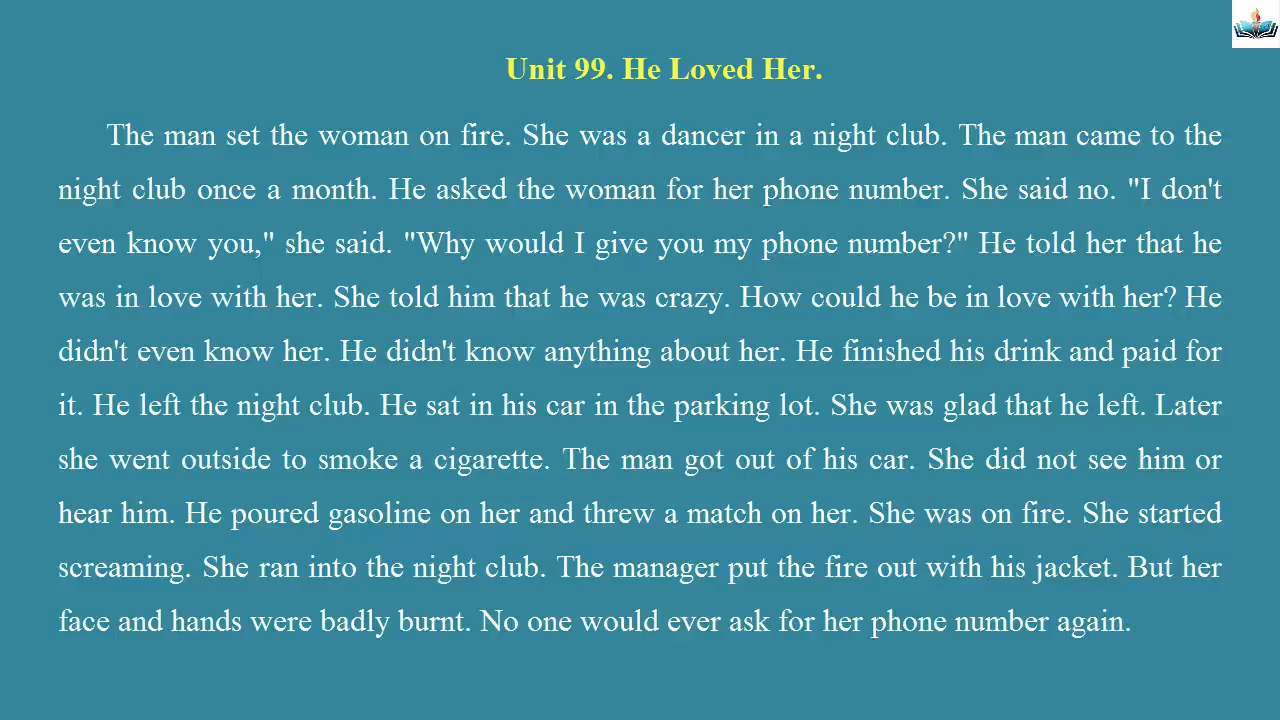 Unit 99. He Loved Her.
The man set the woman on fire. She was a dancer in a night club. The man came to the
night club once a month. He asked the woman for her phone number. She said no. "I don't
even know you," she said. "Why would I give you my phone number?" He told her that he
was in love with her. She told him that he was crazy. How could he be in love with her? He
didn't even know her. He didn't know anything about her. He finished his drink and paid for
it. He left the night club. He sat in his car in the parking lot. She was glad that he left. Later
she went outside to smoke a cigarette. The man got out of his car. She did not see him or
hear him. He poured gasoline on her and threw a match on her. She was on fire. She started
screaming. She ran into the night club. The manager put the fire out with his jacket. But her
face and hands were badly burnt. No one would ever ask for her phone number again.